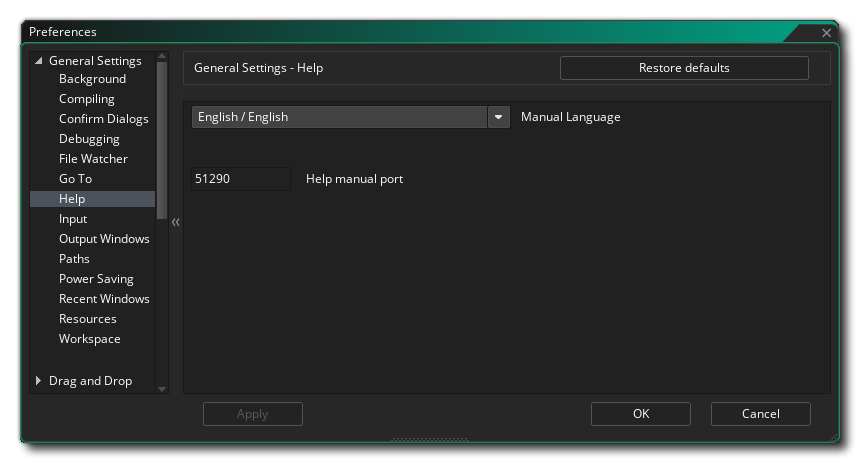 Preferences
General Settings
Background
Compiling
Confirm Dialogs
Debugging
File Watcher
Go To
Help
Input
Output Windows
Paths
Power Saving
Recent Windows
Resources
Workspace
Drag and Drop
General Settings - Help
Restore defaults
English / English
Manual Language
51290
Help manual port
Apply
OK
Cancel